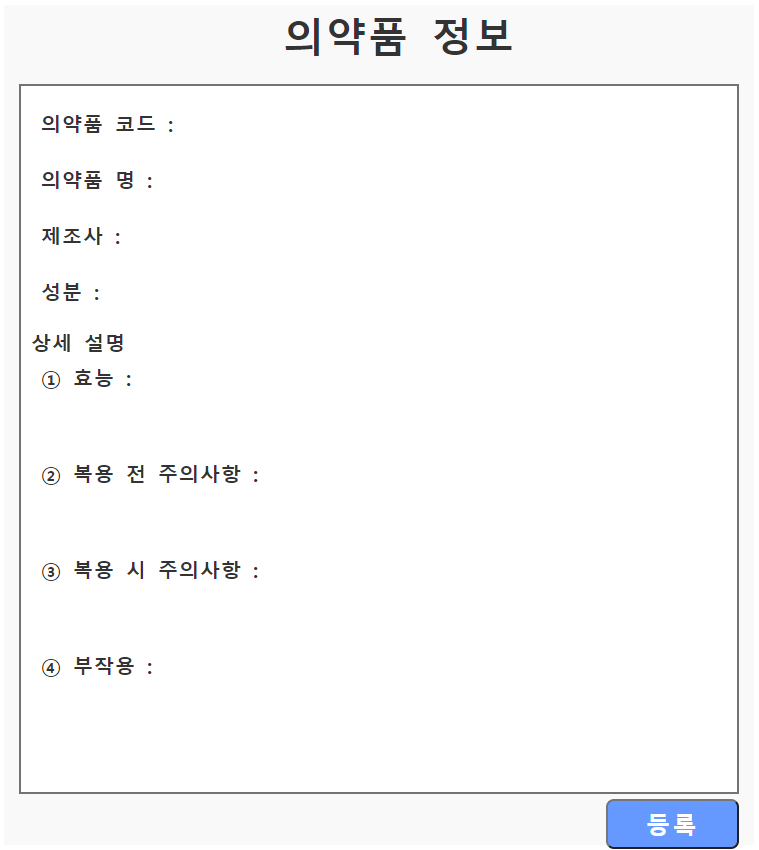 의약품 정보
의약품 코드 :
의약품 명 :
제조사 :
성분 :
상세 설명
① 효능 :
② 복용 전 주의사항 :
③ 복용 시 주의사항 :
④ 부작용 :
등록